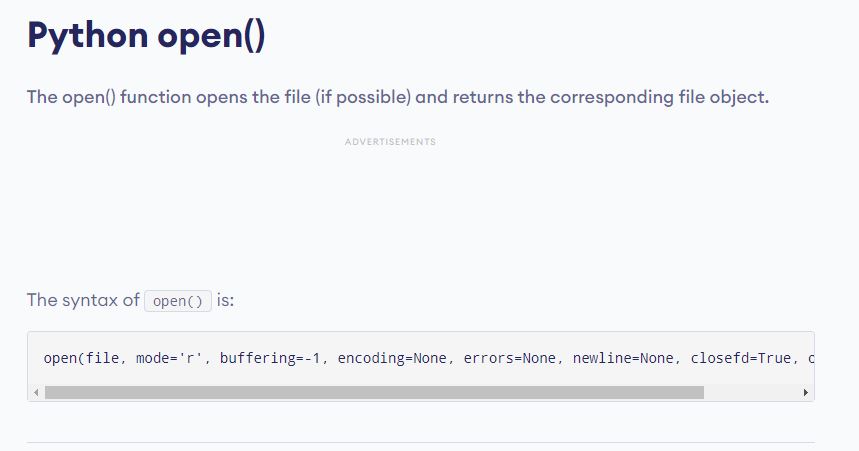 Python open()
The open() function opens the file (if possible) and returns the corresponding file object.
ADVERTISEMENTS
The syntax of open() is:
open(file, mode='r', buffering=-1, encoding=None, errors=None, newline=None, closefd=True,